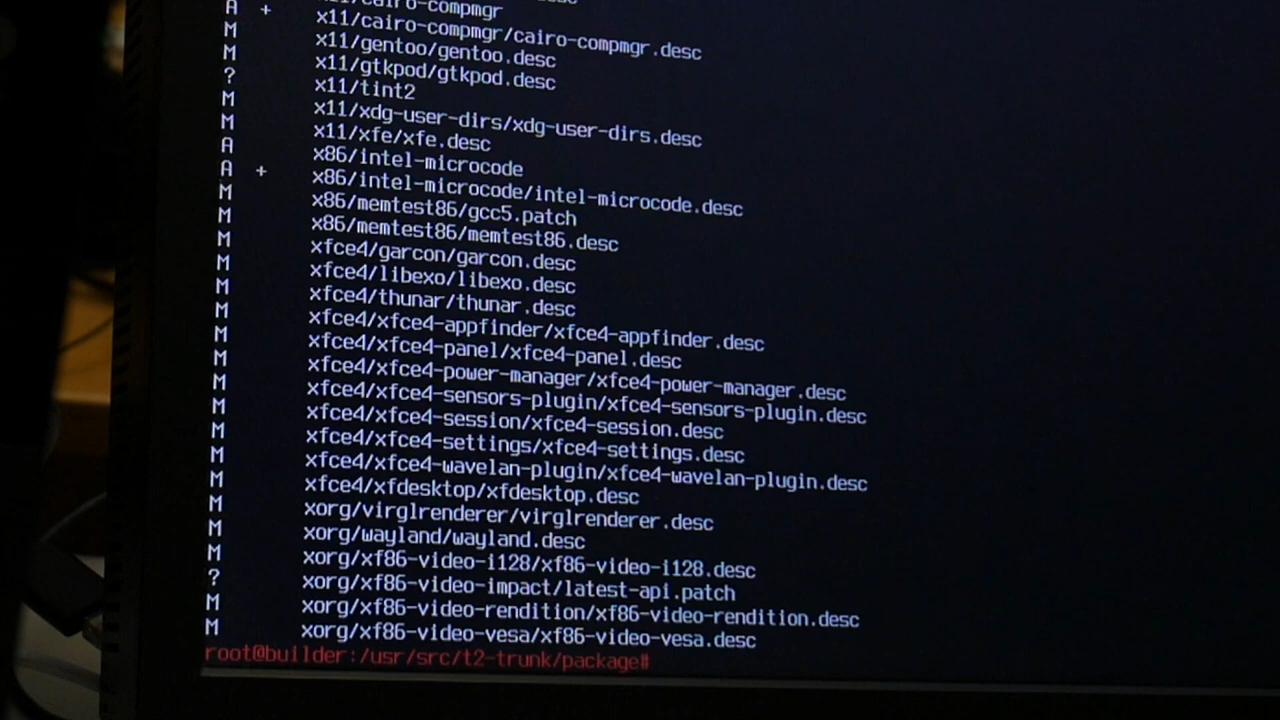 x11/cairo-compmgr
A + x11/cairo-compmgr/cairo-compmgr.desc
M x11/gentoo/gentoo.desc
M x11/gtkpod/gtkpod.desc
? x11/tint2
M x11/xdg-user-dirs/xdg-user-dirs.desc
M x11/xfe/xfe.desc
A x86/intel-microcode
A + x86/intel-microcode/intel-microcode.desc
M x86/memtest86/gcc5.patch
M x86/memtest86/memtest86.desc
M xfce4/garcon/garcon.desc
M xfce4/libexo/libexo.desc
M xfce4/thunar/thunar.desc
M xfce4/xfce4-appfinder/xfce4-appfinder.desc
M xfce4/xfce4-panel/xfce4-panel.desc
M xfce4/xfce4-power-manager/xfce4-power-manager.desc
M xfce4/xfce4-sensors-plugin/xfce4-sensors-plugin.desc
M xfce4/xfce4-session/xfce4-session.desc
M xfce4/xfce4-settings/xfce4-settings.desc
M xfce4/xfce4-wavelan-plugin/xfce4-wavelan-plugin.desc
M xfce4/xfdesktop/xfdesktop.desc
M xorg/virglrenderer/virglrenderer.desc
M xorg/wayland/wayland.desc
M xorg/xf86-video-i128/xf86-video-i128.desc
? xorg/xf86-video-impact/latest-api.patch
M xorg/xf86-video-rendition/xf86-video-rendition.desc
M xorg/xf86-video-vesa/xf86-video-vesa.desc
root@builder:/usr/src/t2-trunk/package#